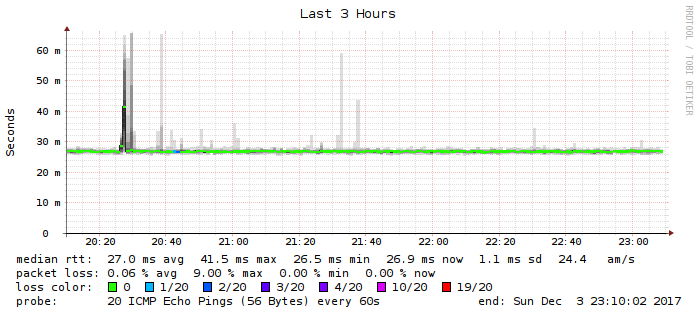 Last 3 Hours
RRDTOOL / TOBI OETIKER
Seconds
60 m
50 m
40 m
30 m
20 m
10 m
0
20:20 20:40 21:00 21:20 21:40 22:00 22:20 22:40 23:00
median rtt: 27.0 ms avg 41.5 ms max 26.5 ms min 26.9 ms now 1.1 ms sd 24.4 am/s
packet loss: 0.06 % avg 9.00 % max 0.00 % min 0.00 % now
loss color: 0 1/20 2/20 3/20 4/20 10/20 19/20
probe: 20 ICMP Echo Pings (56 Bytes) every 60s end: Sun Dec 3 23:10:02 2017